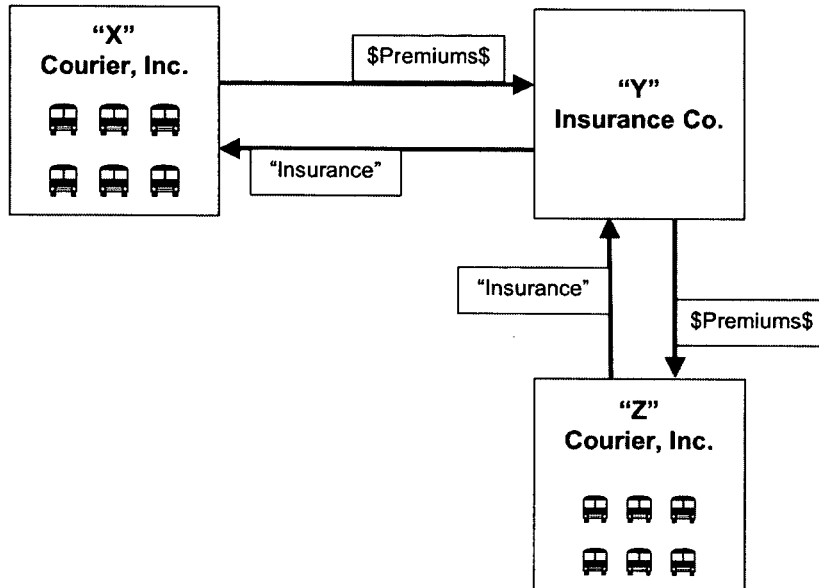 “X”
Courier, Inc.
$Premiums$
“Y”
Insurance Co.
“Insurance”
“Insurance”
$Premiums$
“Z”
Courier, Inc.